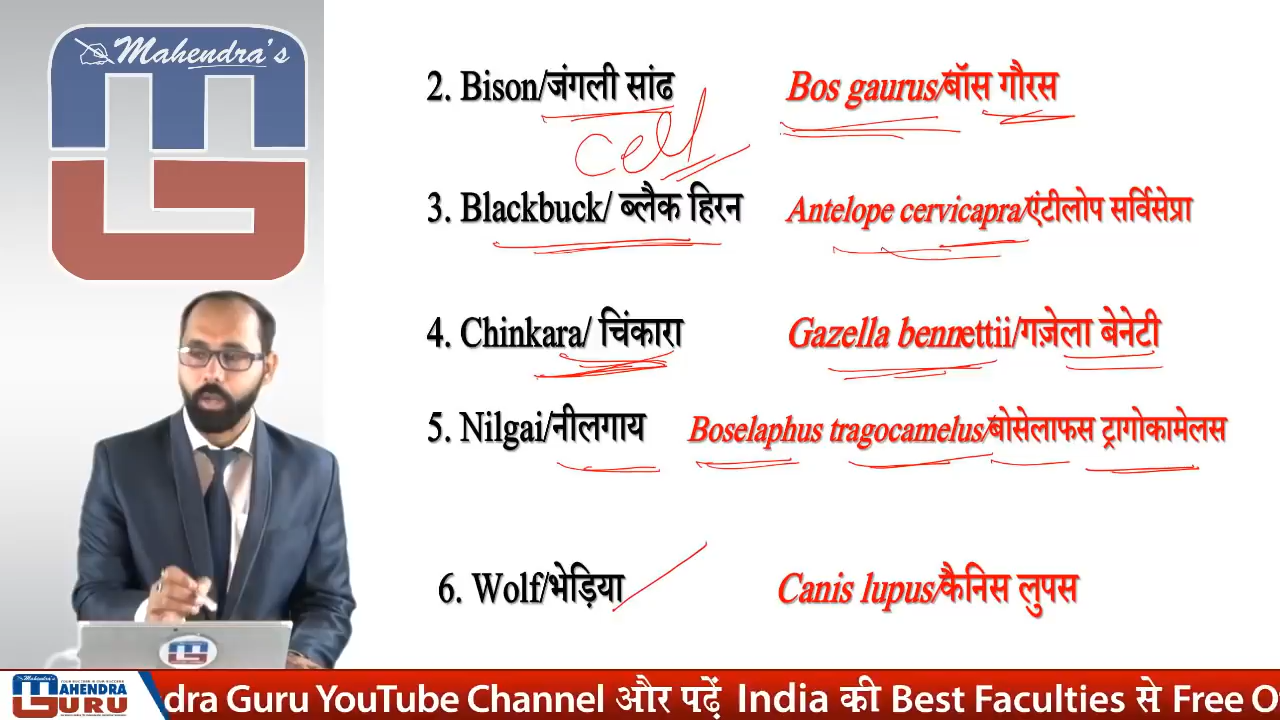 Mahendra's
2. Bison/जंगली सांढ Bos gaurus/बॉस गौरस
cell
3. Blackbuck/ ब्लैक हिरन Antelope cervicapra/एंटीलोप सर्विसेप्रा
4. Chinkara/ चिंकारा Gazella bennettii/गज़ेला बेनेटी
5. Nilgai/नीलगाय Boselaphus tragocamelus/बोसेलाफस ट्रागोकामेलस
6. Wolf/भेड़िया Canis lupus/कैनिस लुपस
Mahendra's
MAHENDRA
GURU
dra Guru YouTube Channel और पढ़ें India की Best Faculties से Free O